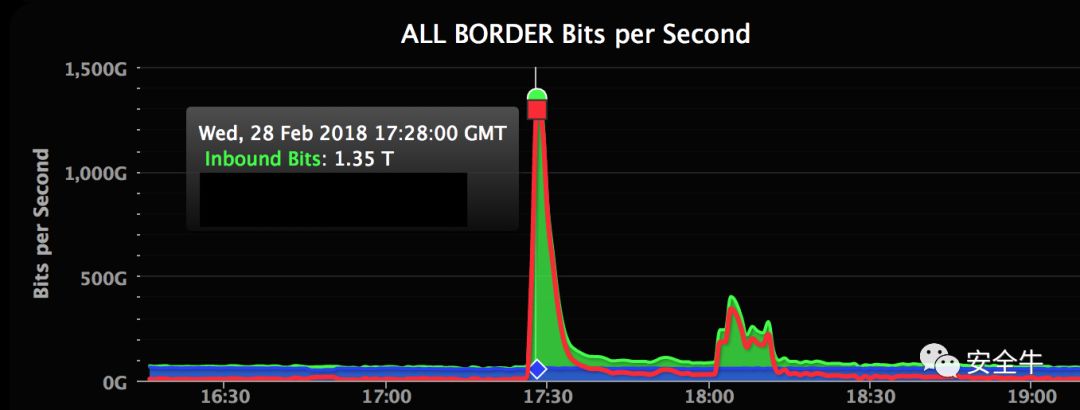 ALL BORDER Bits per Second
1,500G
Wed, 28 Feb 2018 17:28:00 GMT
Inbound Bits: 1.35 T
1,000G
Bits per Second
500G
0G
16:30
17:00
17:30
18:00
18:30
19:00
安全牛